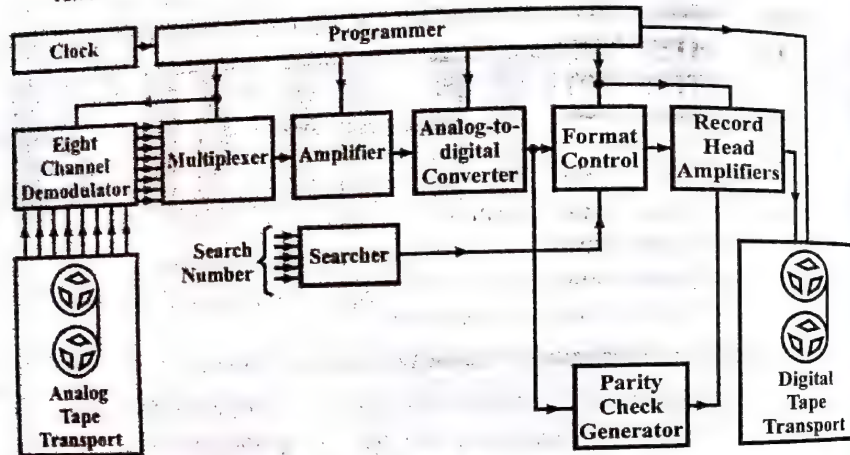 Clock
Programmer
Eight
Channel
Demodulator
Multiplexer
Amplifier
Analog-to-
digital
Converter
Format
Control
Record
Head
Amplifiers
Search
Number
Searcher
Analog
Tape
Transport
Parity
Check
Generator
Digital
Tape
Transport